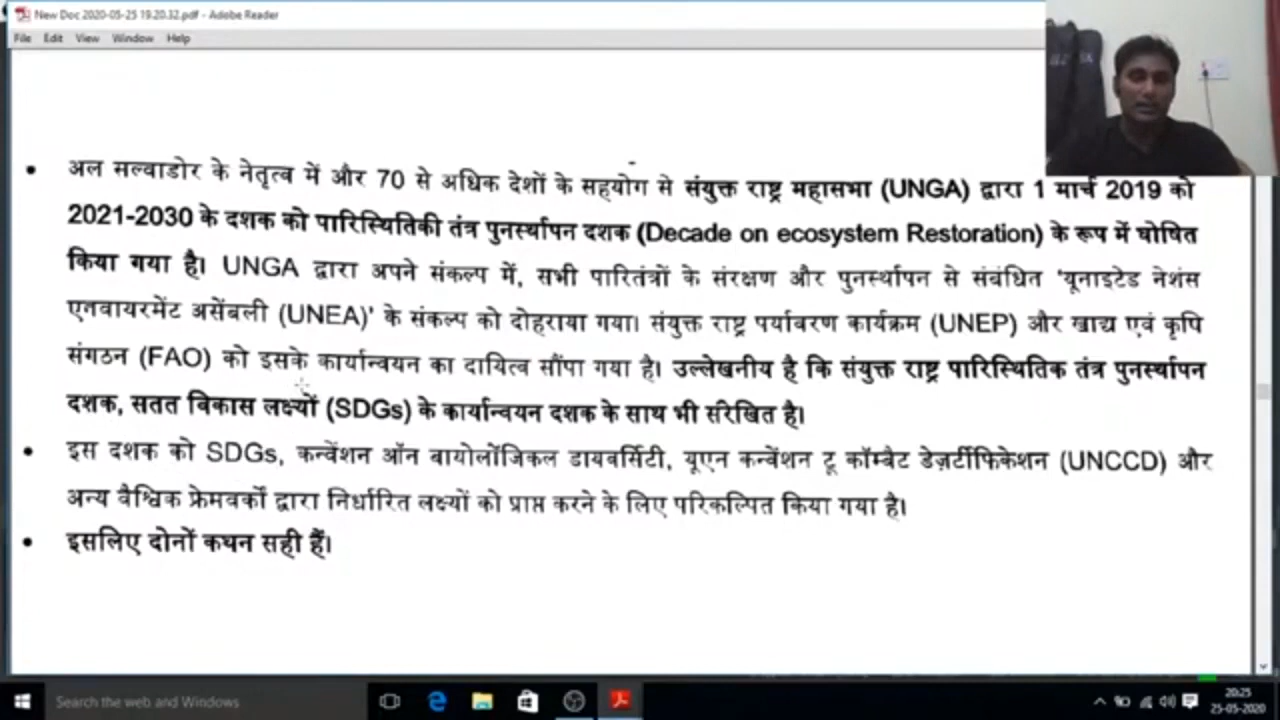 New Doc 2020-05-25 19.20.32.pdf - Adobe Reader
File Edit View Window Help
• अल सल्वाडोर के नेतृत्व में और 70 से अधिक देशों के सहयोग से संयुक्त राष्ट्र महासभा (UNGA) द्वारा 1 मार्च 2019 को
2021-2030 के दशक को पारिस्थितिकी तंत्र पुनर्स्थापन दशक (Decade on ecosystem Restoration) के रूप में घोषित
किया गया है। UNGA द्वारा अपने संकल्प में, सभी पारितंत्रों के संरक्षण और पुनर्स्थापन से संबंधित 'यूनाइटेड नेशंस
एनवायरमेंट असेंबली (UNEA)' के संकल्प को दोहराया गया। संयुक्त राष्ट्र पर्यावरण कार्यक्रम (UNEP) और खाद्य एवं कृषि
संगठन (FAO) को इसके कार्यान्वयन का दायित्व सौंपा गया है। उल्लेखनीय है कि संयुक्त राष्ट्र पारिस्थितिक तंत्र पुनर्स्थापन
दशक, सतत विकास लक्ष्यों (SDGs) के कार्यान्वयन दशक के साथ भी संरेखित है।
• इस दशक को SDGs, कन्वेंशन ऑन बायोलॉजिकल डायवर्सिटी, यूएन कन्वेंशन टू कॉम्बैट डेज़र्टीफिकेशन (UNCCD) और
अन्य वैश्विक फ्रेमवर्कों द्वारा निर्धारित लक्ष्यों को प्राप्त करने के लिए परिकल्पित किया गया है।
• इसलिए दोनों कथन सही हैं।
Search the web and Windows
20:25
25-05-2020